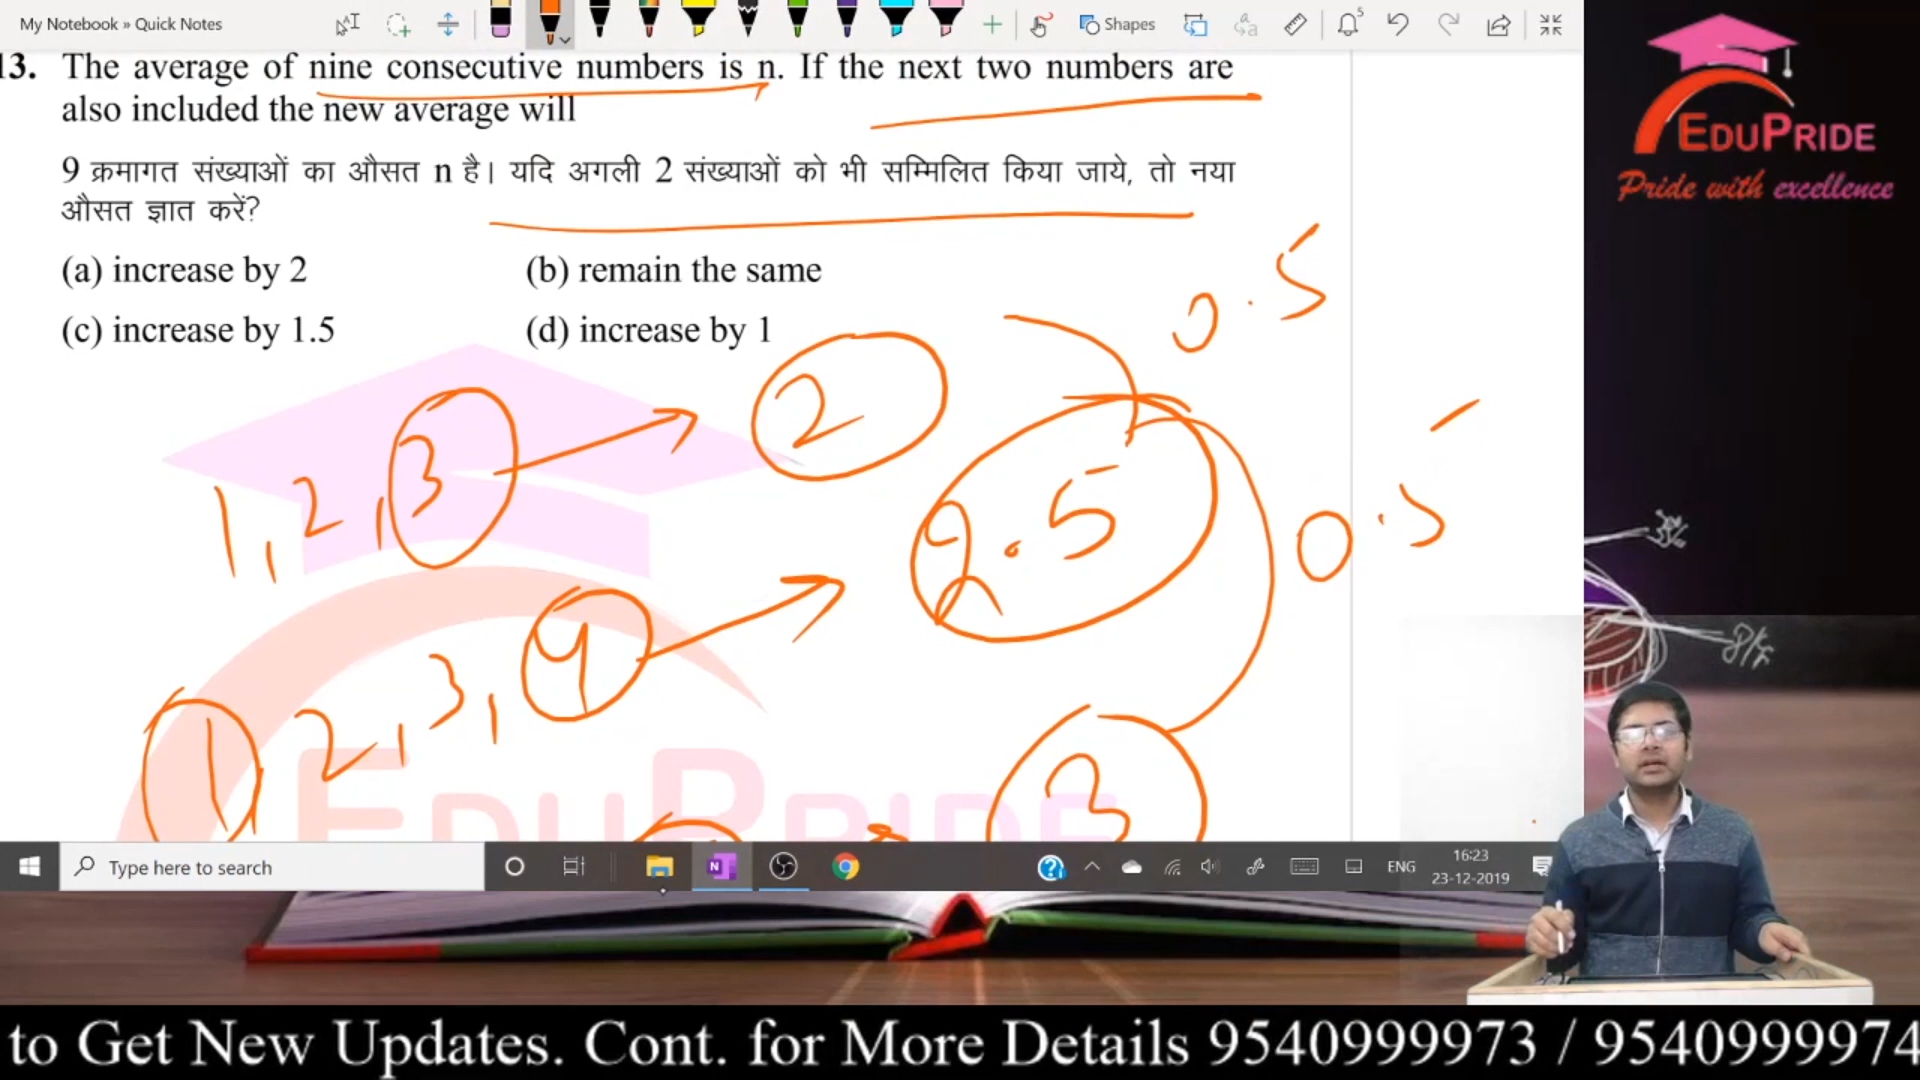 My Notebook » Quick Notes
Shapes
5
13. The average of nine consecutive numbers is n. If the next two numbers are
also included the new average will
9 क्रमागत संख्याओं का औसत n है। यदि अगली 2 संख्याओं को भी सम्मिलित किया जाये, तो नया
औसत ज्ञात करें?
(a) increase by 2
(b) remain the same
(c) increase by 1.5
(d) increase by 1
0.5
1, 2, 3
2
2.5
0.5
1 2, 3, 4
3
EDUPRIDE
EDUPRIDE
Pride with excellence
Type here to search
ENG
16:23
23-12-2019
to Get New Updates. Cont. for More Details 9540999973 / 9540999974